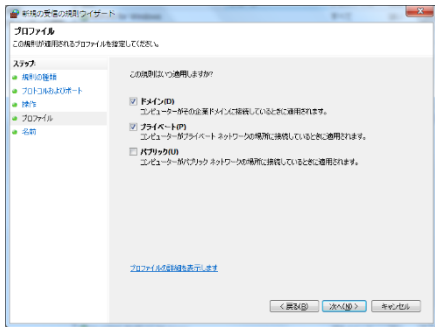 新規の受信の規則ウィザード
プロファイル
この規則が適用されるプロファイルを指定してください。
ステップ:
規則の種類
プロトコルおよびポート
操作
プロファイル
名前
この規則はいつ適用しますか?
ドメイン(D)
コンピューターがその企業ドメインに接続しているときに適用されます。
プライベート(P)
コンピューターがプライベート ネットワークの場所に接続しているときに適用されます。
パブリック(U)
コンピューターがパブリック ネットワークの場所に接続しているときに適用されます。
プロファイルの詳細を表示します
< 戻る(B)
次へ(N) >
キャンセル